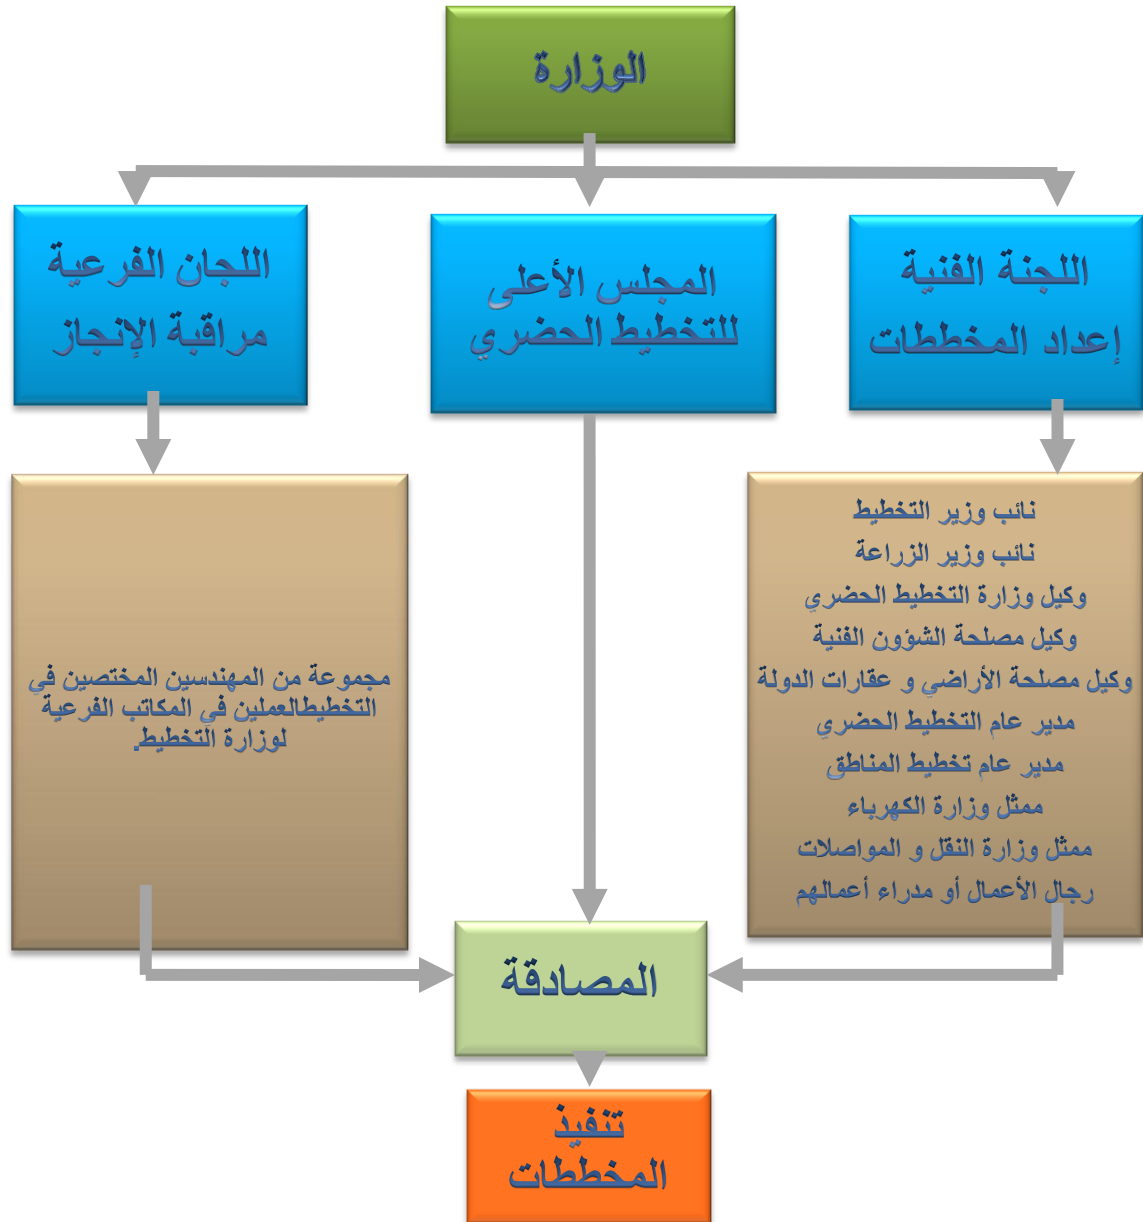 الوزارة
اللجنة الفنية
إعداد المخططات
المجلس الأعلى
للتخطيط الحضري
اللجان الفرعية
مراقبة الإنجاز
نائب وزير التخطيط
نائب وزير الزراعة
وكيل وزارة التخطيط الحضري
وكيل مصلحة الشؤون الفنية
وكيل مصلحة الأراضي و عقارات الدولة
مدير عام التخطيط الحضري
مدير عام تخطيط المناطق
ممثل وزارة الكهرباء
ممثل وزارة النقل و المواصلات
رجال الأعمال أو مدراء أعمالهم
مجموعة من المهندسين المختصين في
التخطيطالعملين في المكاتب الفرعية
لوزارة التخطيط.
المصادقة
تنفيذ
المخططات